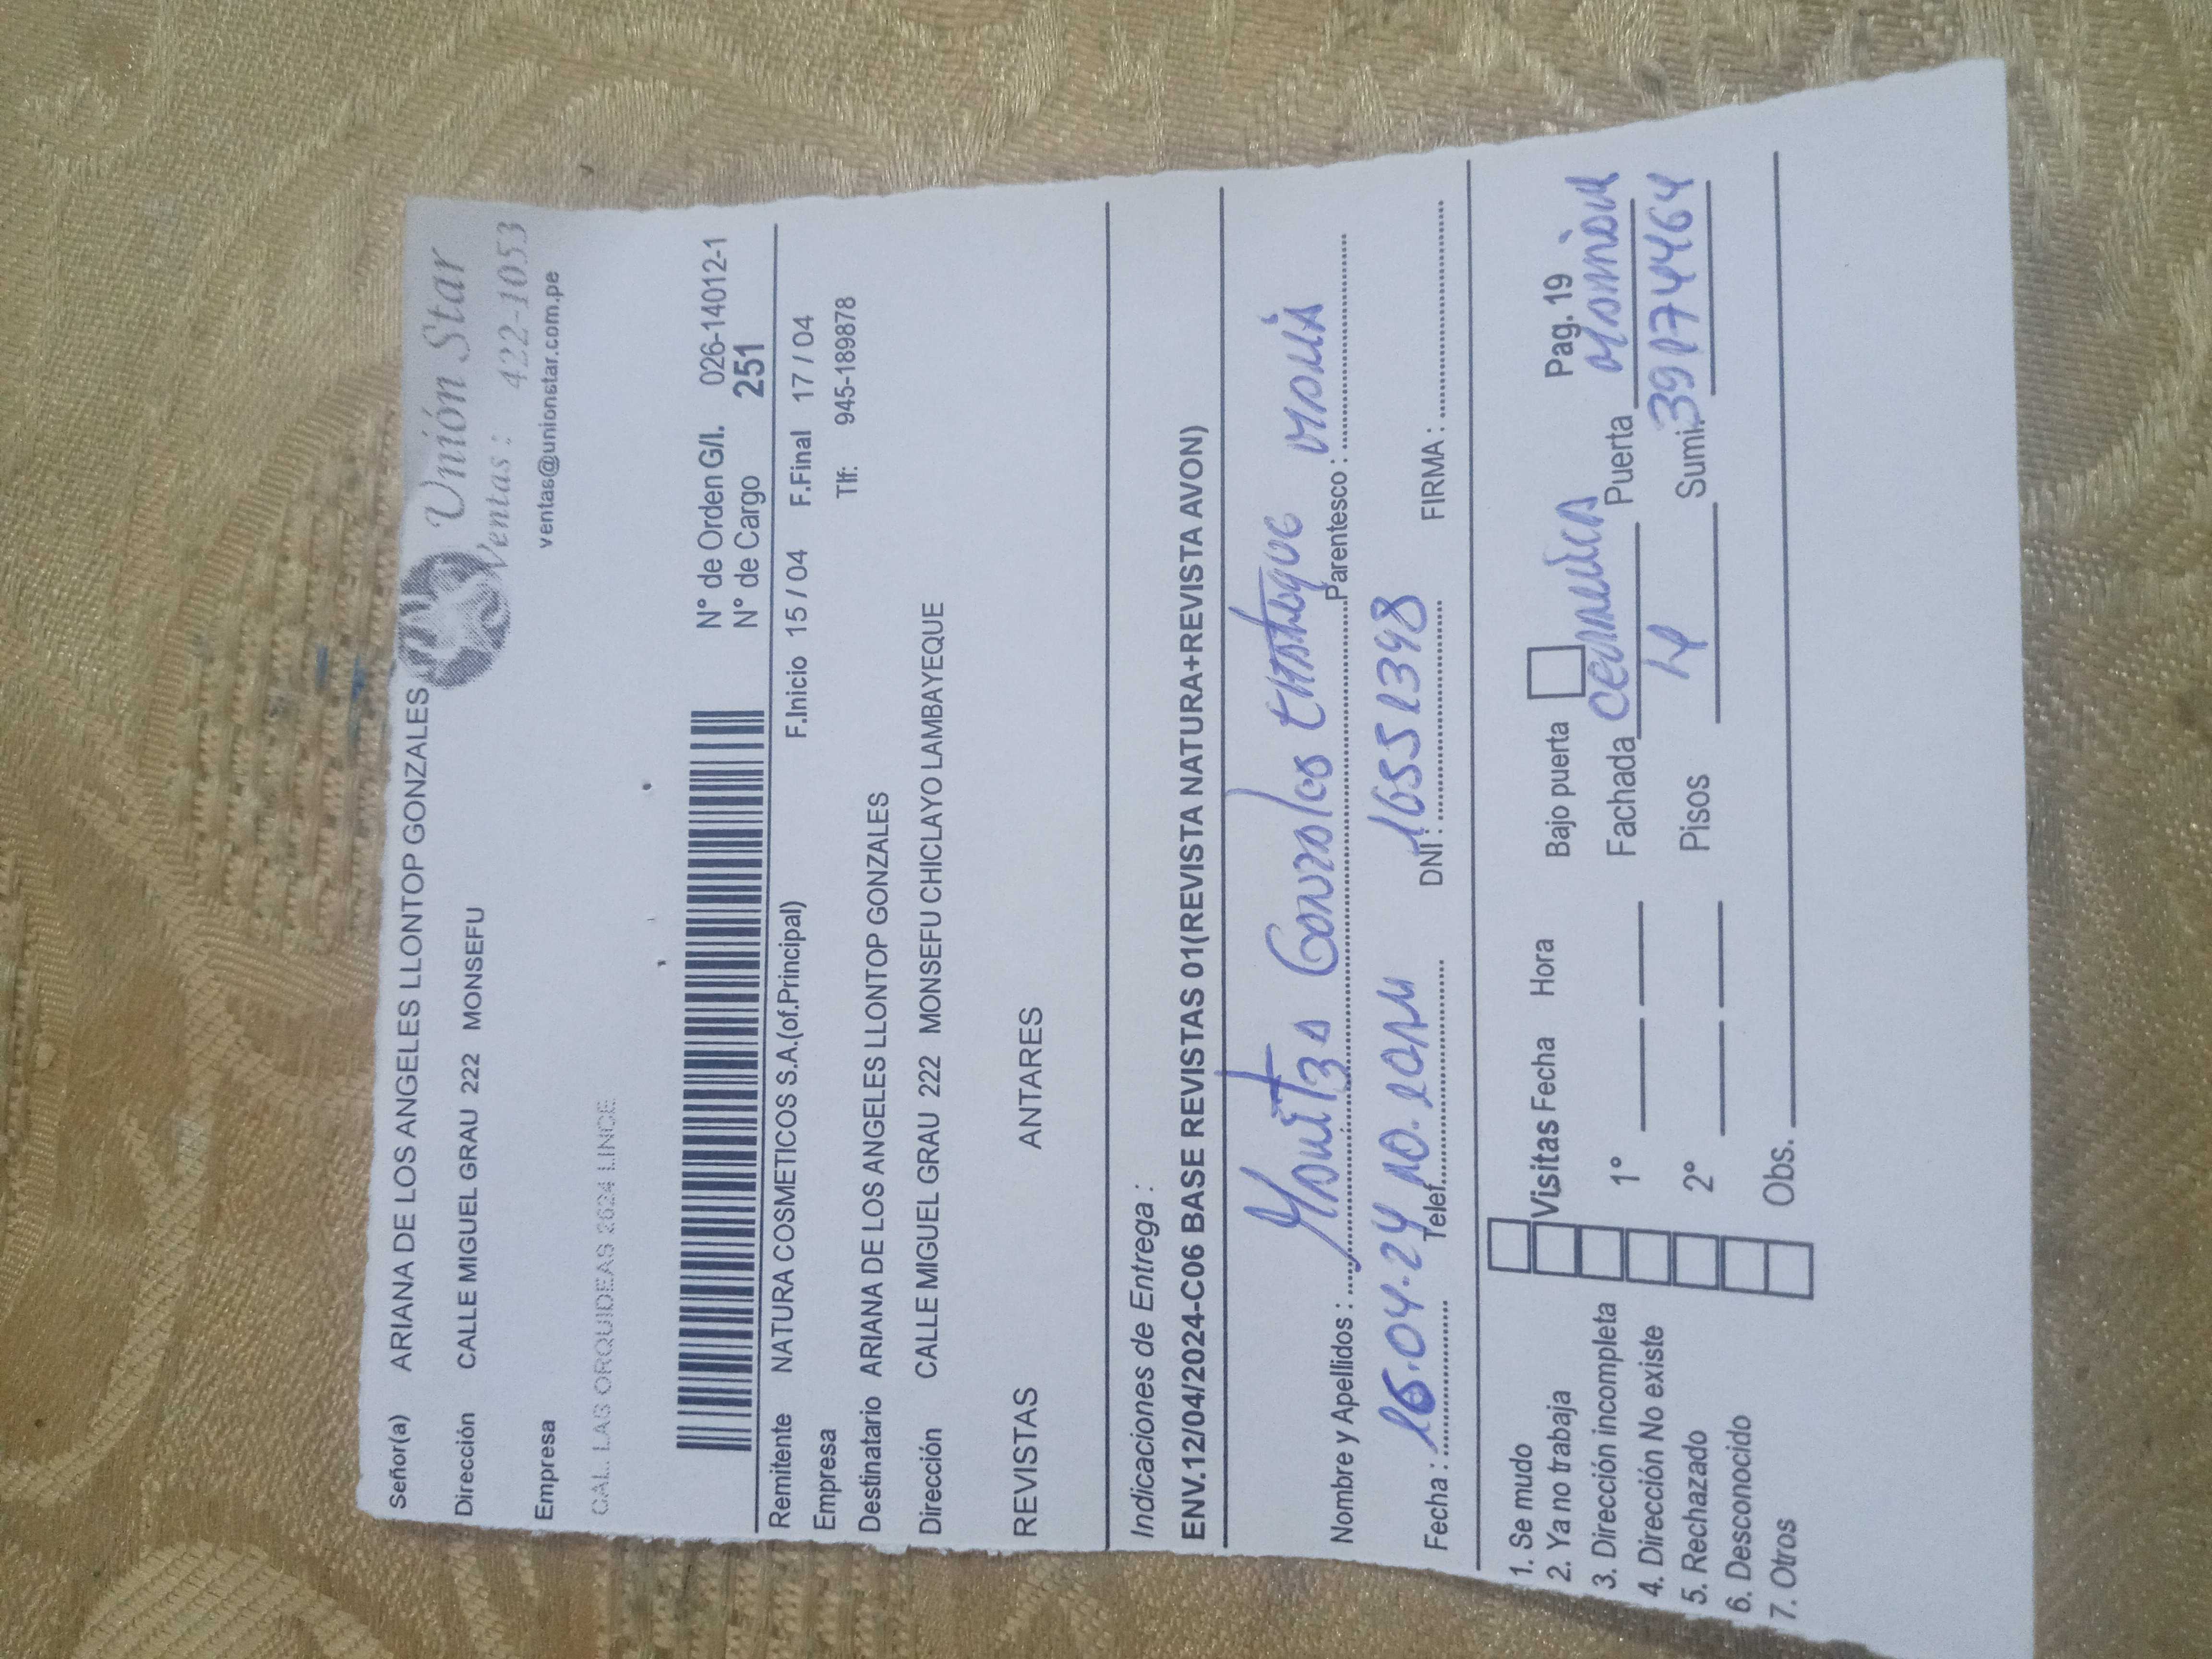 Señor(a) ARIANA DE LOS ANGELES LLONTOP GONZALES
Unión Star
Dirección CALLE MIGUEL GRAU 222 MONSEFU
Ventas: 422-1053
Empresa
ventas@unionstar.com.pe
CAL. LAS ORQUIDEAS 2624 LINCE
N° de Orden G/I. 026-14012-1
N° de Cargo 251
Remitente NATURA COSMETICOS S.A.(of.Principal) F.Inicio 15 / 04 F.Final 17 / 04
Empresa Tlf: 945-189878
Destinatario ARIANA DE LOS ANGELES LLONTOP GONZALES
Dirección CALLE MIGUEL GRAU 222 MONSEFU CHICLAYO LAMBAYEQUE
REVISTAS ANTARES
Indicaciones de Entrega :
ENV.12/04/2024-C06 BASE REVISTAS 01(REVISTA NATURA+REVISTA AVON)
Nombre y Apellidos : Maritza Gonzales Parentesco :
Fecha : 16.04.24 Telef. DNI : 16551398 FIRMA :
1. Se mudo
2. Ya no trabaja
3. Dirección incompleta
4. Dirección No existe
5. Rechazado
6. Desconocido
7. Otros
Visitas Fecha Hora Bajo puerta Pag. 19
1° Fachada Puerta
2° Pisos Sumi.
Obs.